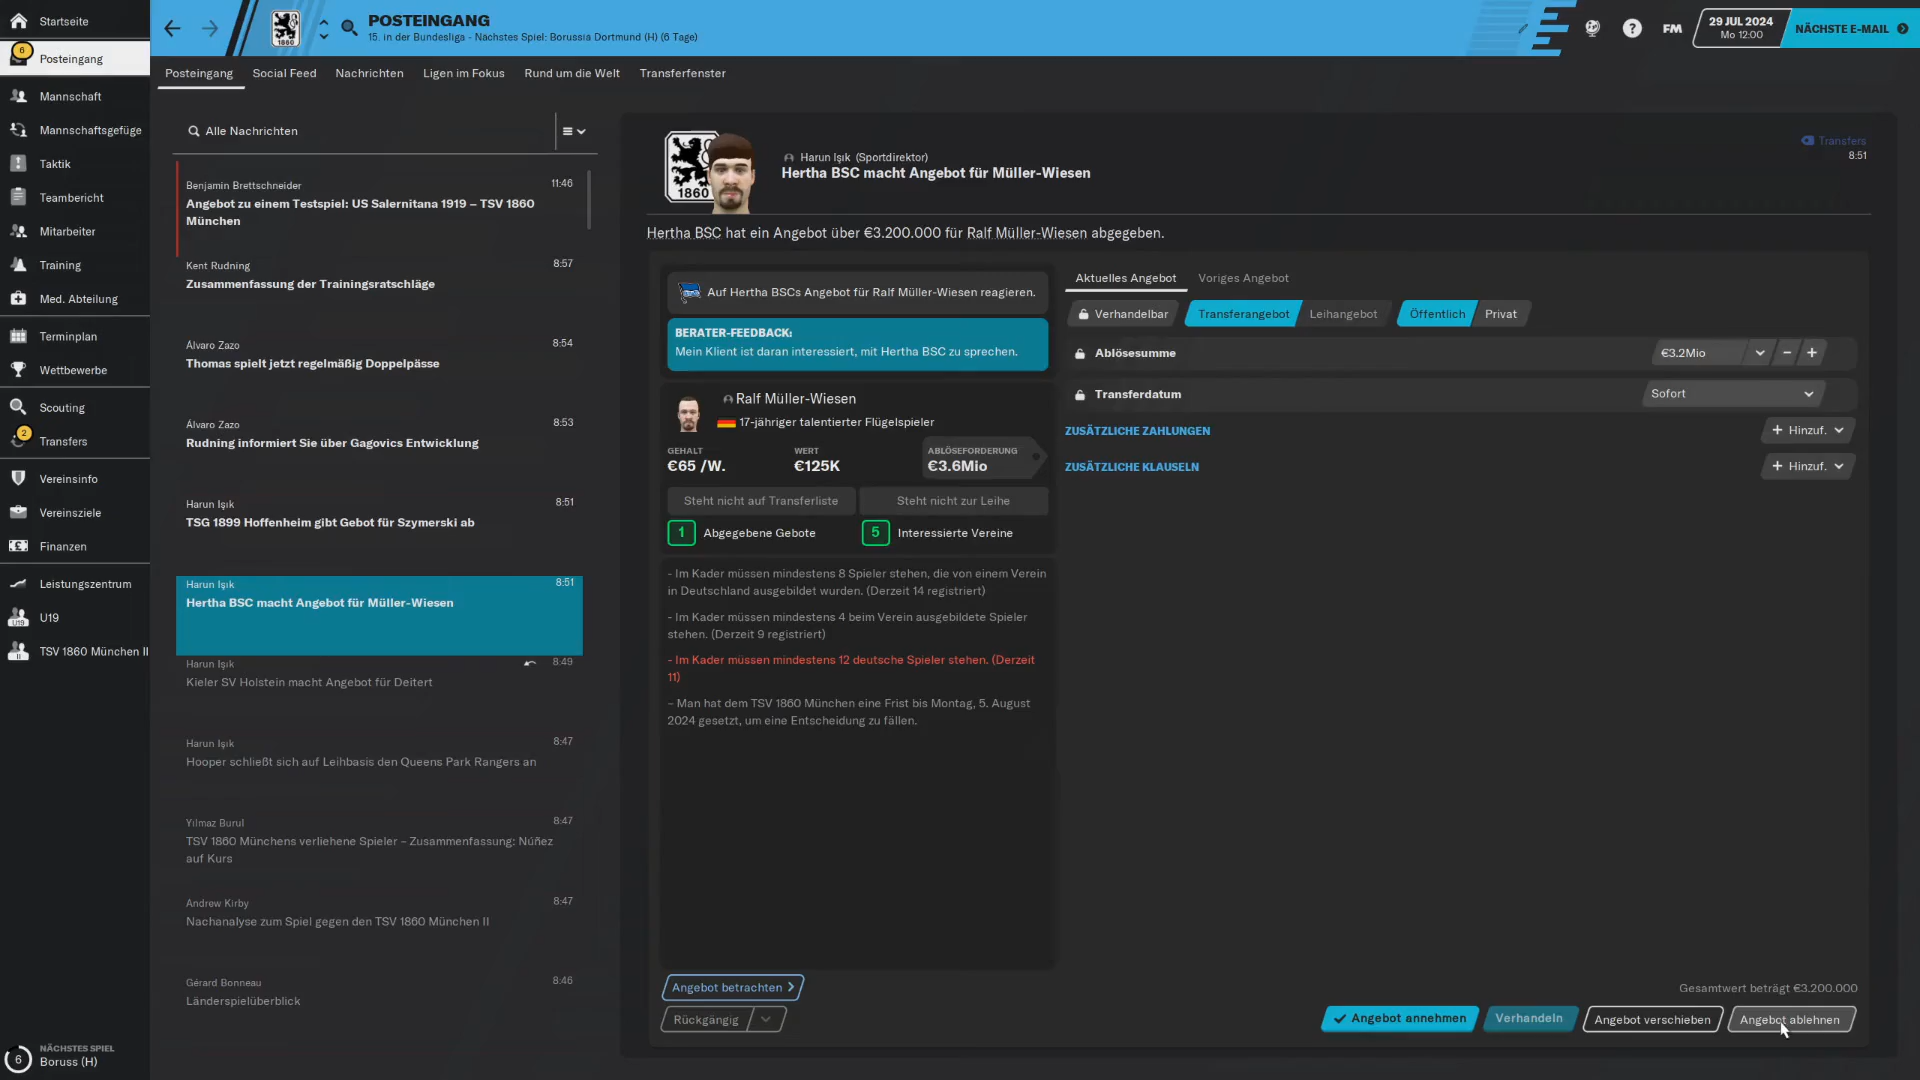 Startseite
6
Posteingang
Mannschaft
Mannschaftsgefüge
Taktik
Teambericht
Mitarbeiter
Training
Med. Abteilung
Terminplan
Wettbewerbe
Scouting
2
Transfers
Vereinsinfo
Vereinsziele
Finanzen
Leistungszentrum
U19
U19
TSV 1860 München II
6
NÄCHSTES SPIEL
Boruss (H)
1860
POSTEINGANG
15. in der Bundesliga - Nächstes Spiel: Borussia Dortmund (H) (6 Tage)
?
FM
29 JUL 2024
Mo 12:00
NÄCHSTE E-MAIL
Posteingang
Social Feed
Nachrichten
Ligen im Fokus
Rund um die Welt
Transferfenster
Alle Nachrichten
Benjamin Brettschneider
11:46
Angebot zu einem Testspiel: US Salernitana 1919 – TSV 1860
München
Kent Rudning
8:57
Zusammenfassung der Trainingsratschläge
Álvaro Zazo
8:54
Thomas spielt jetzt regelmäßig Doppelpässe
Álvaro Zazo
8:53
Rudning informiert Sie über Gagovics Entwicklung
Harun Işık
8:51
TSG 1899 Hoffenheim gibt Gebot für Szymerski ab
Harun Işık
8:51
Hertha BSC macht Angebot für Müller-Wiesen
Harun Işık
8:49
Kieler SV Holstein macht Angebot für Deitert
Harun Işık
8:47
Hooper schließt sich auf Leihbasis den Queens Park Rangers an
Yılmaz Burul
8:47
TSV 1860 Münchens verliehene Spieler – Zusammenfassung: Núñez
auf Kurs
Andrew Kirby
8:47
Nachanalyse zum Spiel gegen den TSV 1860 München II
Gérard Bonneau
8:46
Länderspielüberblick
1860
Harun Işık (Sportdirektor)
Hertha BSC macht Angebot für Müller-Wiesen
Transfers
8:51
Hertha BSC hat ein Angebot über €3.200.000 für Ralf Müller-Wiesen abgegeben.
Auf Hertha BSCs Angebot für Ralf Müller-Wiesen reagieren.
BERATER-FEEDBACK:
Mein Klient ist daran interessiert, mit Hertha BSC zu sprechen.
Ralf Müller-Wiesen
17-jähriger talentierter Flügelspieler
GEHALT
€65 /W.
WERT
€125K
ABLÖSEFORDERUNG
€3.6Mio
Steht nicht auf Transferliste
Steht nicht zur Leihe
1 Abgegebene Gebote
5 Interessierte Vereine
- Im Kader müssen mindestens 8 Spieler stehen, die von einem Verein
in Deutschland ausgebildet wurden. (Derzeit 14 registriert)
- Im Kader müssen mindestens 4 beim Verein ausgebildete Spieler
stehen. (Derzeit 9 registriert)
- Im Kader müssen mindestens 12 deutsche Spieler stehen. (Derzeit
11)
– Man hat dem TSV 1860 München eine Frist bis Montag, 5. August
2024 gesetzt, um eine Entscheidung zu fällen.
Aktuelles Angebot
Voriges Angebot
Verhandelbar
Transferangebot
Leihangebot
Öffentlich
Privat
Ablösesumme
€3.2Mio
Transferdatum
Sofort
ZUSÄTZLICHE ZAHLUNGEN
+ Hinzuf.
ZUSÄTZLICHE KLAUSELN
+ Hinzuf.
Angebot betrachten
Rückgängig
Gesamtwert beträgt €3.200.000
Angebot annehmen
Verhandeln
Angebot verschieben
Angebot ablehnen